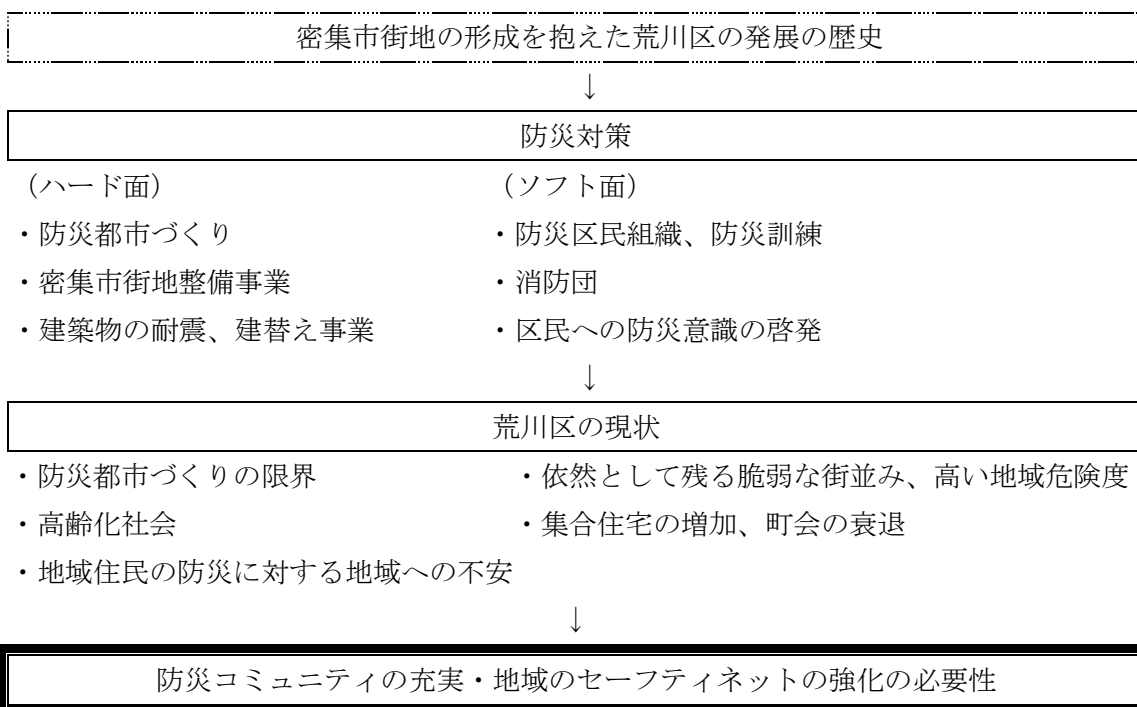 密集市街地の形成を抱えた荒川区の発展の歴史
↓
防災対策
（ハード面） （ソフト面）
・防災都市づくり ・防災区民組織、防災訓練
・密集市街地整備事業 ・消防団
・建築物の耐震、建替え事業 ・区民への防災意識の啓発
↓
荒川区の現状
・防災都市づくりの限界 ・依然として残る脆弱な街並み、高い地域危険度
・高齢化社会 ・集合住宅の増加、町会の衰退
・地域住民の防災に対する地域への不安
↓
防災コミュニティの充実・地域のセーフティネットの強化の必要性